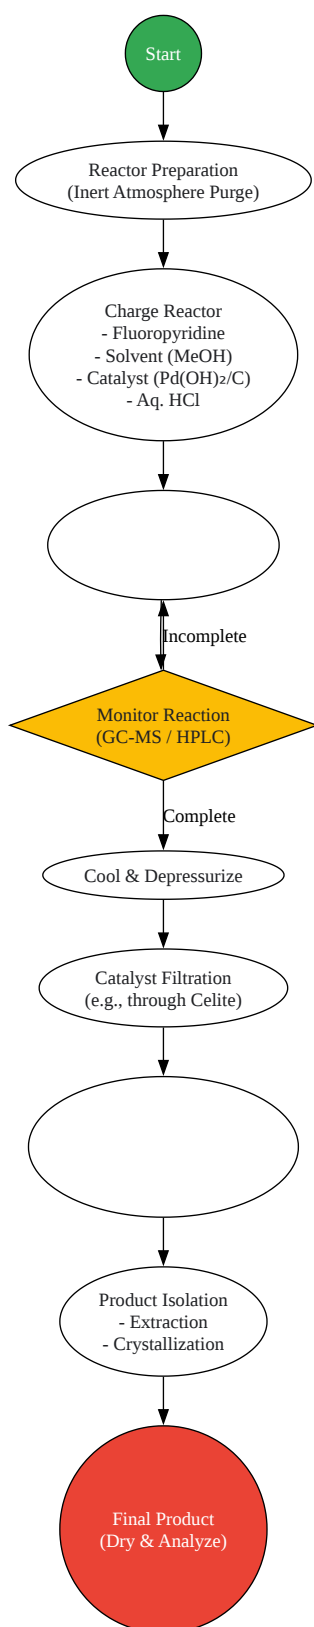 Start
Reactor Preparation
(Inert Atmosphere Purge)
Charge Reactor
- Fluoropyridine
- Solvent (MeOH)
- Catalyst (Pd(OH)₂/C)
- Aq. HCl
Incomplete
Monitor Reaction
(GC-MS / HPLC)
Complete
Cool & Depressurize
Catalyst Filtration
(e.g., through Celite)
Product Isolation
- Extraction
- Crystallization
Final Product
(Dry & Analyze)